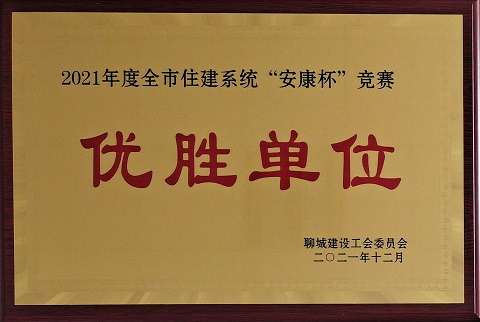 2021年度全市住建系统“安康杯”竞赛
优胜单位
聊城建设工会委员会
二〇二一年十二月